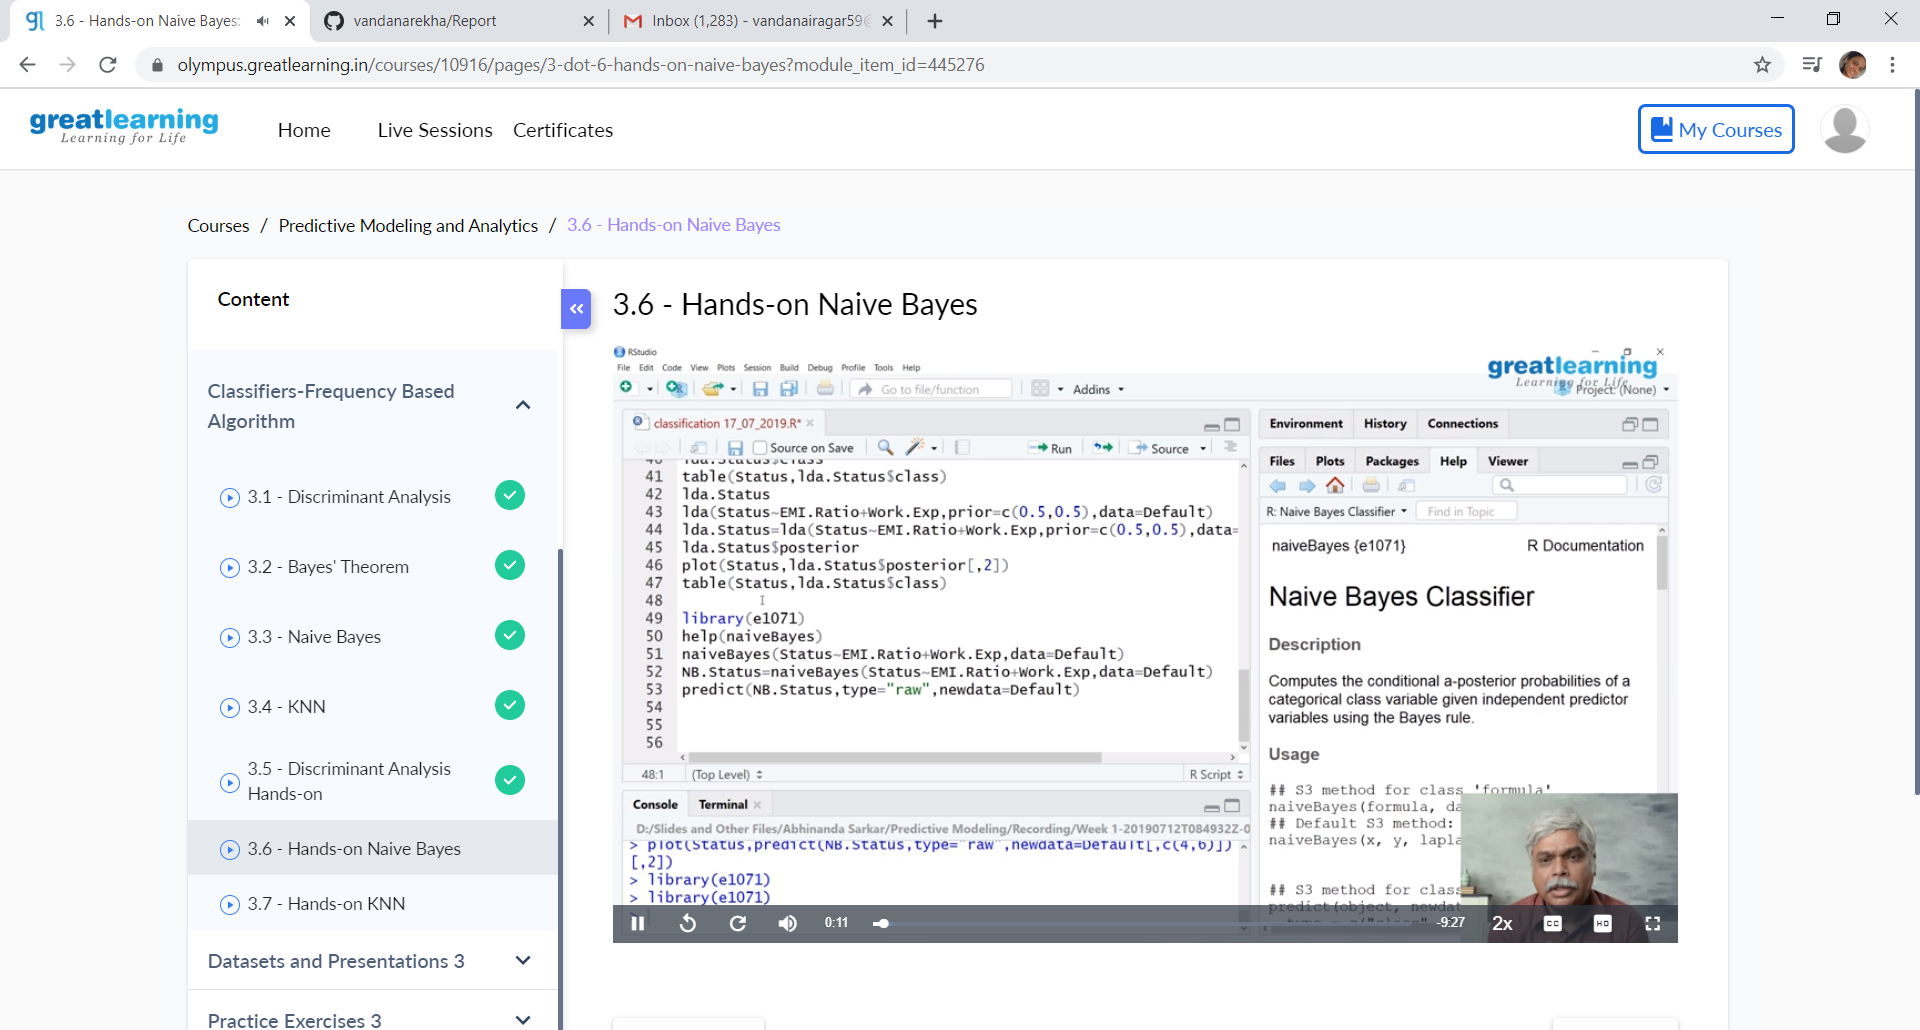 3.6 - Hands-on Naive Bayes:
vandanarekha/Report
Inbox (1,283) - vandanairagar59
olympus.greatlearning.in/courses/10916/pages/3-dot-6-hands-on-naive-bayes?module_item_id=445276
greatlearning
Learning for Life
Home
Live Sessions
Certificates
My Courses
Courses / Predictive Modeling and Analytics / 3.6 - Hands-on Naive Bayes
Content
Classifiers-Frequency Based
Algorithm
3.1 - Discriminant Analysis
3.2 - Bayes' Theorem
3.3 - Naive Bayes
3.4 - KNN
3.5 - Discriminant Analysis
Hands-on
3.6 - Hands-on Naive Bayes
3.7 - Hands-on KNN
Datasets and Presentations 3
Practice Exercises 3
3.6 - Hands-on Naive Bayes
RStudio
File Edit Code View Plots Session Build Debug Profile Tools Help
greatlearning
Learning for Life
Go to file/function
Addins
Project: (None)
classification 17_07_2019.R*
Source on Save
Run
Source
40 lda.Status$class
41 table(Status,lda.Status$class)
42 lda.Status
43 lda(Status~EMI.Ratio+Work.Exp,prior=c(0.5,0.5),data=Default)
44 lda.Status=lda(Status~EMI.Ratio+Work.Exp,prior=c(0.5,0.5),data=
45 lda.Status$posterior
46 plot(Status,lda.Status$posterior[,2])
47 table(Status,lda.Status$class)
48
49 library(e1071)
50 help(naiveBayes)
51 naiveBayes(Status~EMI.Ratio+Work.Exp,data=Default)
52 NB.Status=naiveBayes(Status~EMI.Ratio+Work.Exp,data=Default)
53 predict(NB.Status,type="raw",newdata=Default)
54
55
56
48:1 (Top Level) R Script
Console Terminal
D:/Slides and Other Files/Abhinanda Sarkar/Predictive Modeling/Recording/Week 1-20190712T084932Z-0
> plot(Status,predict(NB.Status,type="raw",newdata=Default[,c(4,6)])
[,2])
> library(e1071)
> library(e1071)
>
Environment History Connections
Files Plots Packages Help Viewer
R: Naive Bayes Classifier
Find in Topic
naiveBayes {e1071} R Documentation
Naive Bayes Classifier
Description
Computes the conditional a-posterior probabilities of a
categorical class variable given independent predictor
variables using the Bayes rule.
Usage
## S3 method for class 'formula'
naiveBayes(formula, da
## Default S3 method:
naiveBayes(x, y, lapla
## S3 method for class
predict(object, newdat
0:11
-9:27
2x
CC
HD